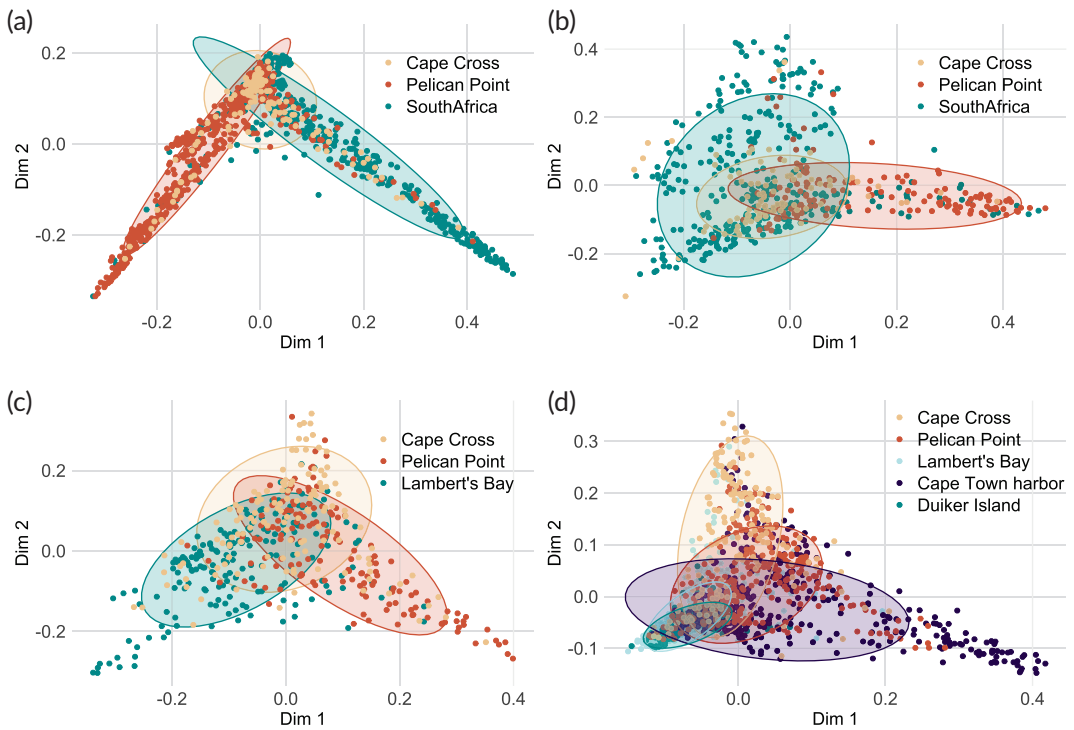 (a)
0.2
0.0
-0.2
Dim 2
-0.2
0.0
0.2
0.4
Dim 1
Cape Cross
Pelican Point
SouthAfrica
(b)
0.4
0.2
0.0
-0.2
Dim 2
-0.2
0.0
0.2
0.4
Dim 1
Cape Cross
Pelican Point
SouthAfrica
(c)
0.2
0.0
-0.2
Dim 2
-0.2
0.0
0.2
0.4
Dim 1
Cape Cross
Pelican Point
Lambert's Bay
(d)
0.3
0.2
0.1
0.0
-0.1
Dim 2
0.0
0.2
0.4
Dim 1
Cape Cross
Pelican Point
Lambert's Bay
Cape Town harbor
Duiker Island